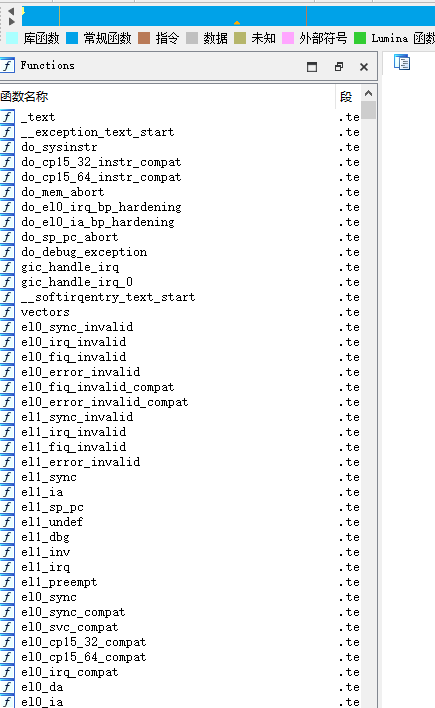 库函数 常规函数 指令 数据 未知 外部符号 Lumina 函数
Functions
函数名称 段
_text .te
__exception_text_start .te
do_sysinstr .te
do_cp15_32_instr_compat .te
do_cp15_64_instr_compat .te
do_mem_abort .te
do_el0_irq_bp_hardening .te
do_el0_ia_bp_hardening .te
do_sp_pc_abort .te
do_debug_exception .te
gic_handle_irq .te
gic_handle_irq_0 .te
__softirqentry_text_start .te
vectors .te
el0_sync_invalid .te
el0_irq_invalid .te
el0_fiq_invalid .te
el0_error_invalid .te
el0_fiq_invalid_compat .te
el0_error_invalid_compat .te
el1_sync_invalid .te
el1_irq_invalid .te
el1_fiq_invalid .te
el1_error_invalid .te
el1_sync .te
el1_ia .te
el1_sp_pc .te
el1_undef .te
el1_dbg .te
el1_inv .te
el1_irq .te
el1_preempt .te
el0_sync .te
el0_sync_compat .te
el0_svc_compat .te
el0_cp15_32_compat .te
el0_cp15_64_compat .te
el0_irq_compat .te
el0_da .te
el0_ia .te